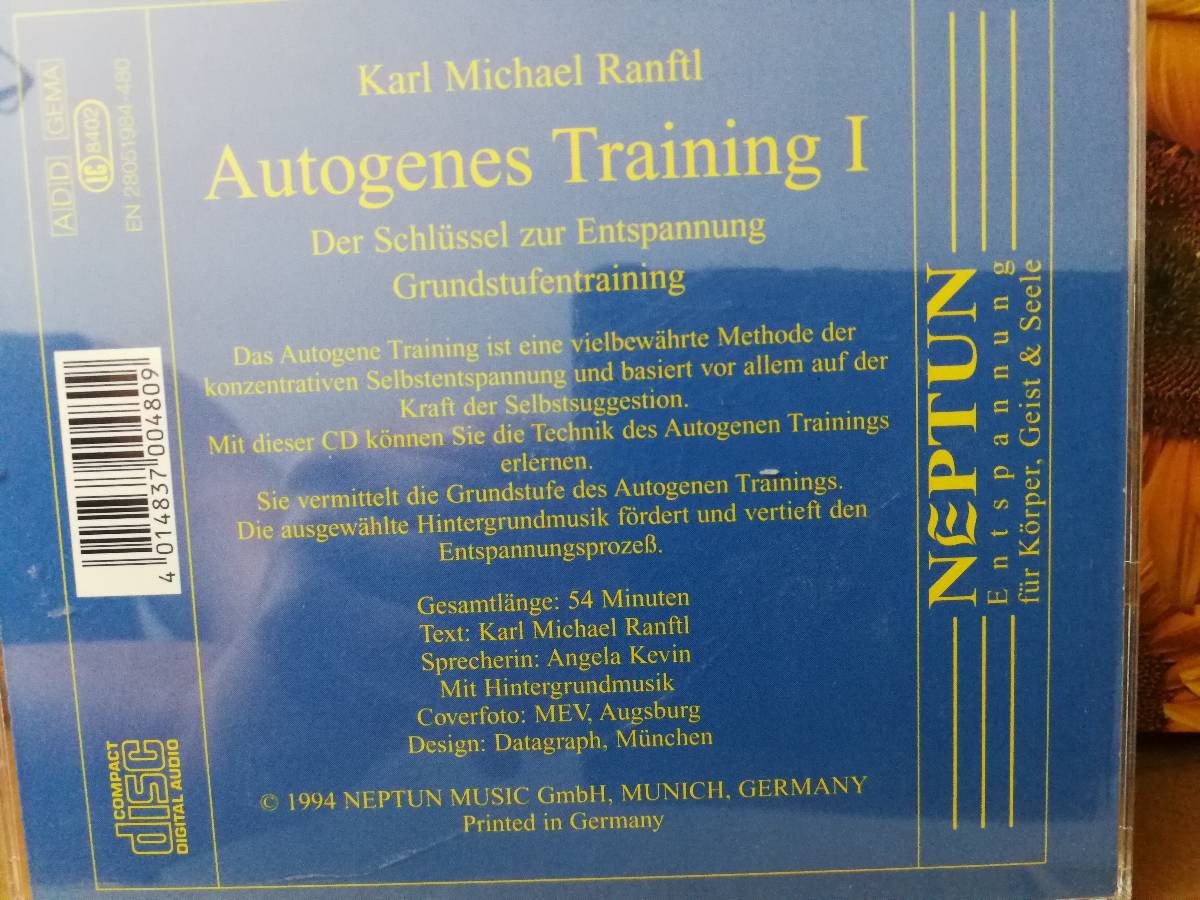 Karl Michael Ranftl
Autogenes Training I
Der Schlüssel zur Entspannung
Grundstufentraining
Das Autogene Training ist eine vielbewährte Methode der
konzentrativen Selbstentspannung und basiert vor allem auf der
Kraft der Selbstsuggestion.
Mit dieser CD können Sie die Technik des Autogenen Trainings
erlernen.
Sie vermittelt die Grundstufe des Autogenen Trainings.
Die ausgewählte Hintergrundmusik fördert und vertieft den
Entspannungsprozeß.
Gesamtlänge: 54 Minuten
Text: Karl Michael Ranftl
Sprecherin: Angela Kevin
Mit Hintergrundmusik
Coverfoto: MEV, Augsburg
Design: Datagraph, München
© 1994 NEPTUN MUSIC GmbH, MUNICH, GERMANY
Printed in Germany
ADD GEMA
LC 8402
EN 28051984-480
4 014837 004809
COMPACT
disc
DIGITAL AUDIO
NEPTUN
Entspannung
für Körper, Geist & Seele